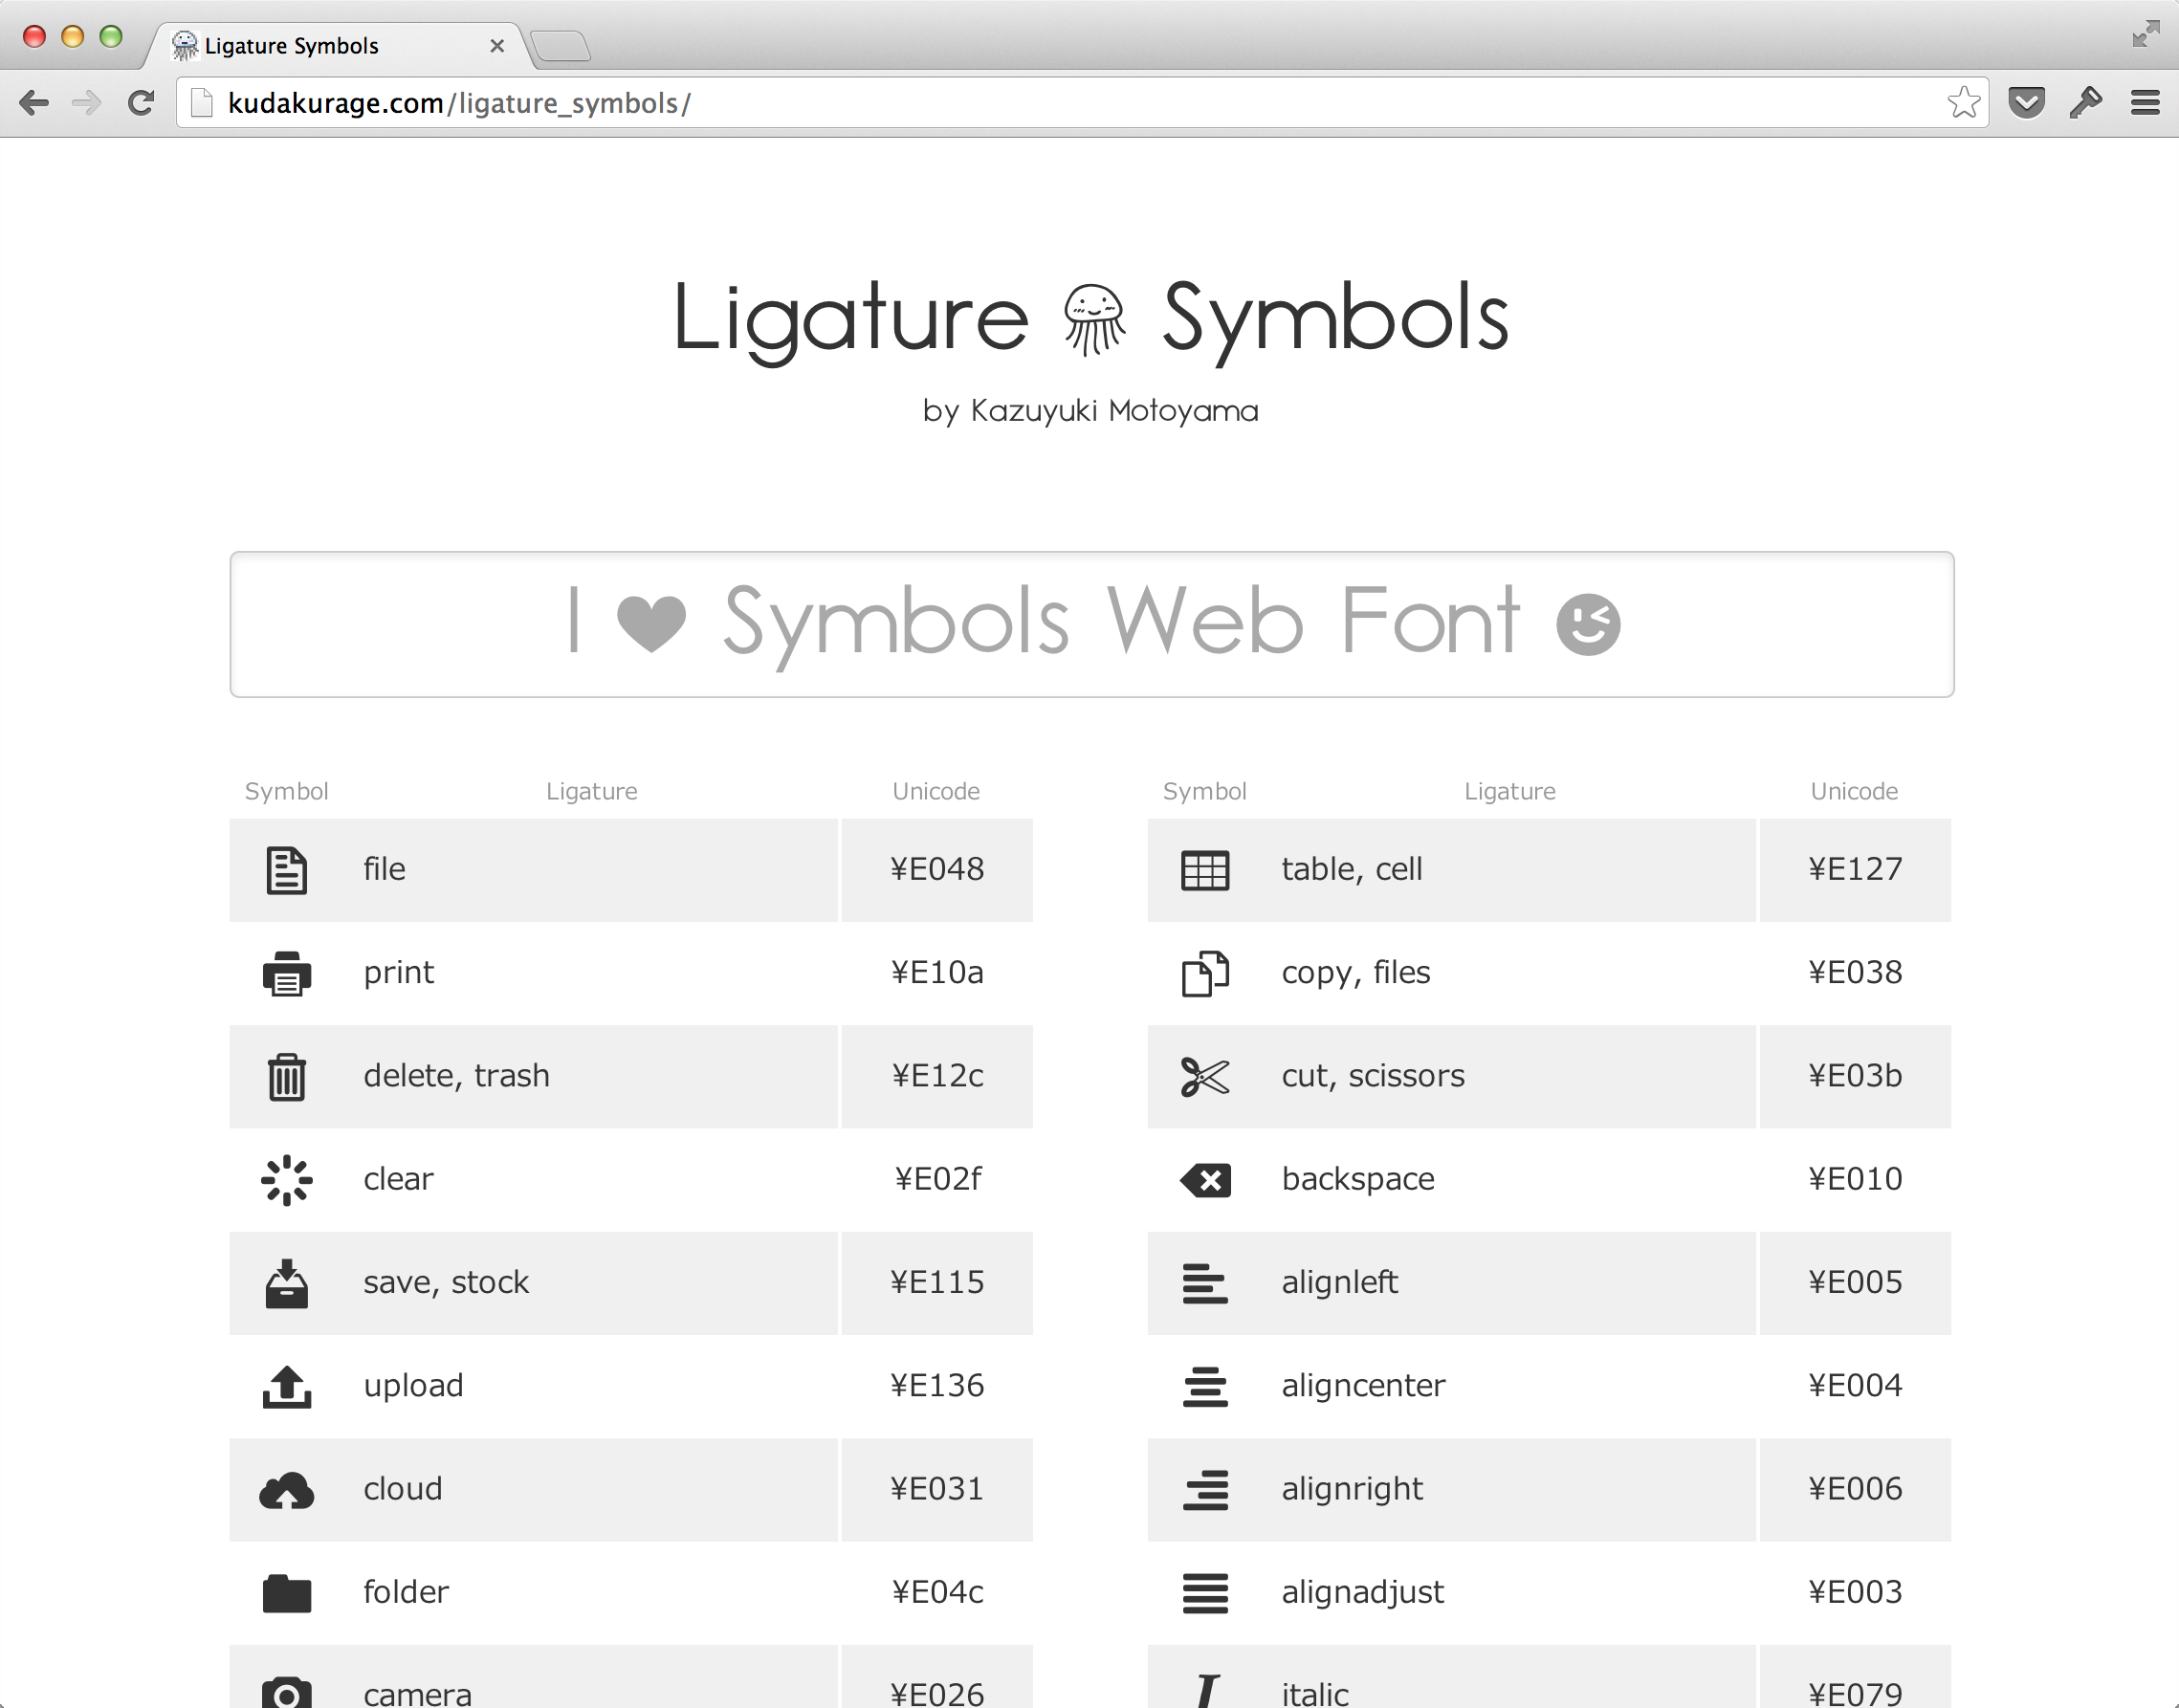 Ligature Symbols
kudakurage.com/ligature_symbols/
Ligature Symbols
by Kazuyuki Motoyama
I ♥ Symbols Web Font 😉
Symbol Ligature Unicode
file ¥E048
print ¥E10a
delete, trash ¥E12c
clear ¥E02f
save, stock ¥E115
upload ¥E136
cloud ¥E031
folder ¥E04c
camera ¥E026
Symbol Ligature Unicode
table, cell ¥E127
copy, files ¥E038
cut, scissors ¥E03b
backspace ¥E010
alignleft ¥E005
aligncenter ¥E004
alignright ¥E006
alignadjust ¥E003
italic ¥E079